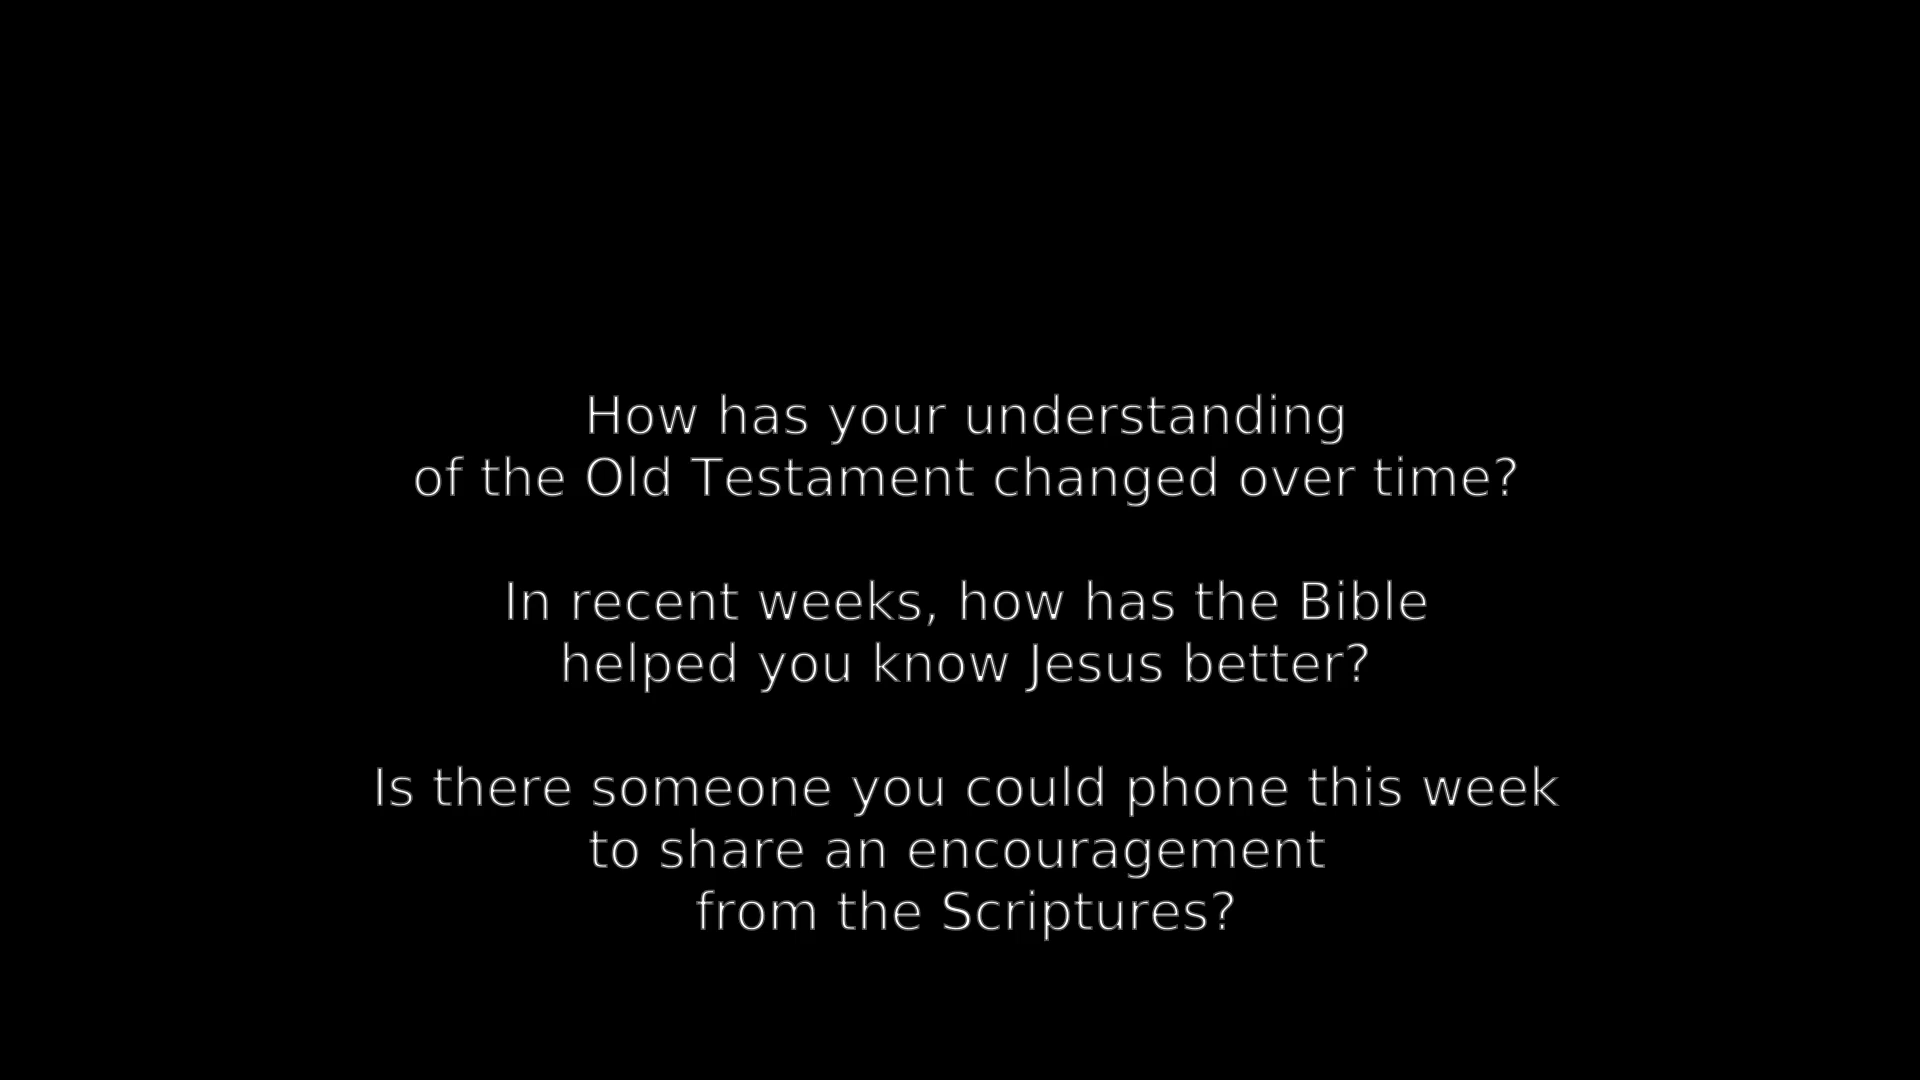 How has your understanding
of the Old Testament changed over time?
In recent weeks, how has the Bible
helped you know Jesus better?
Is there someone you could phone this week
to share an encouragement
from the Scriptures?